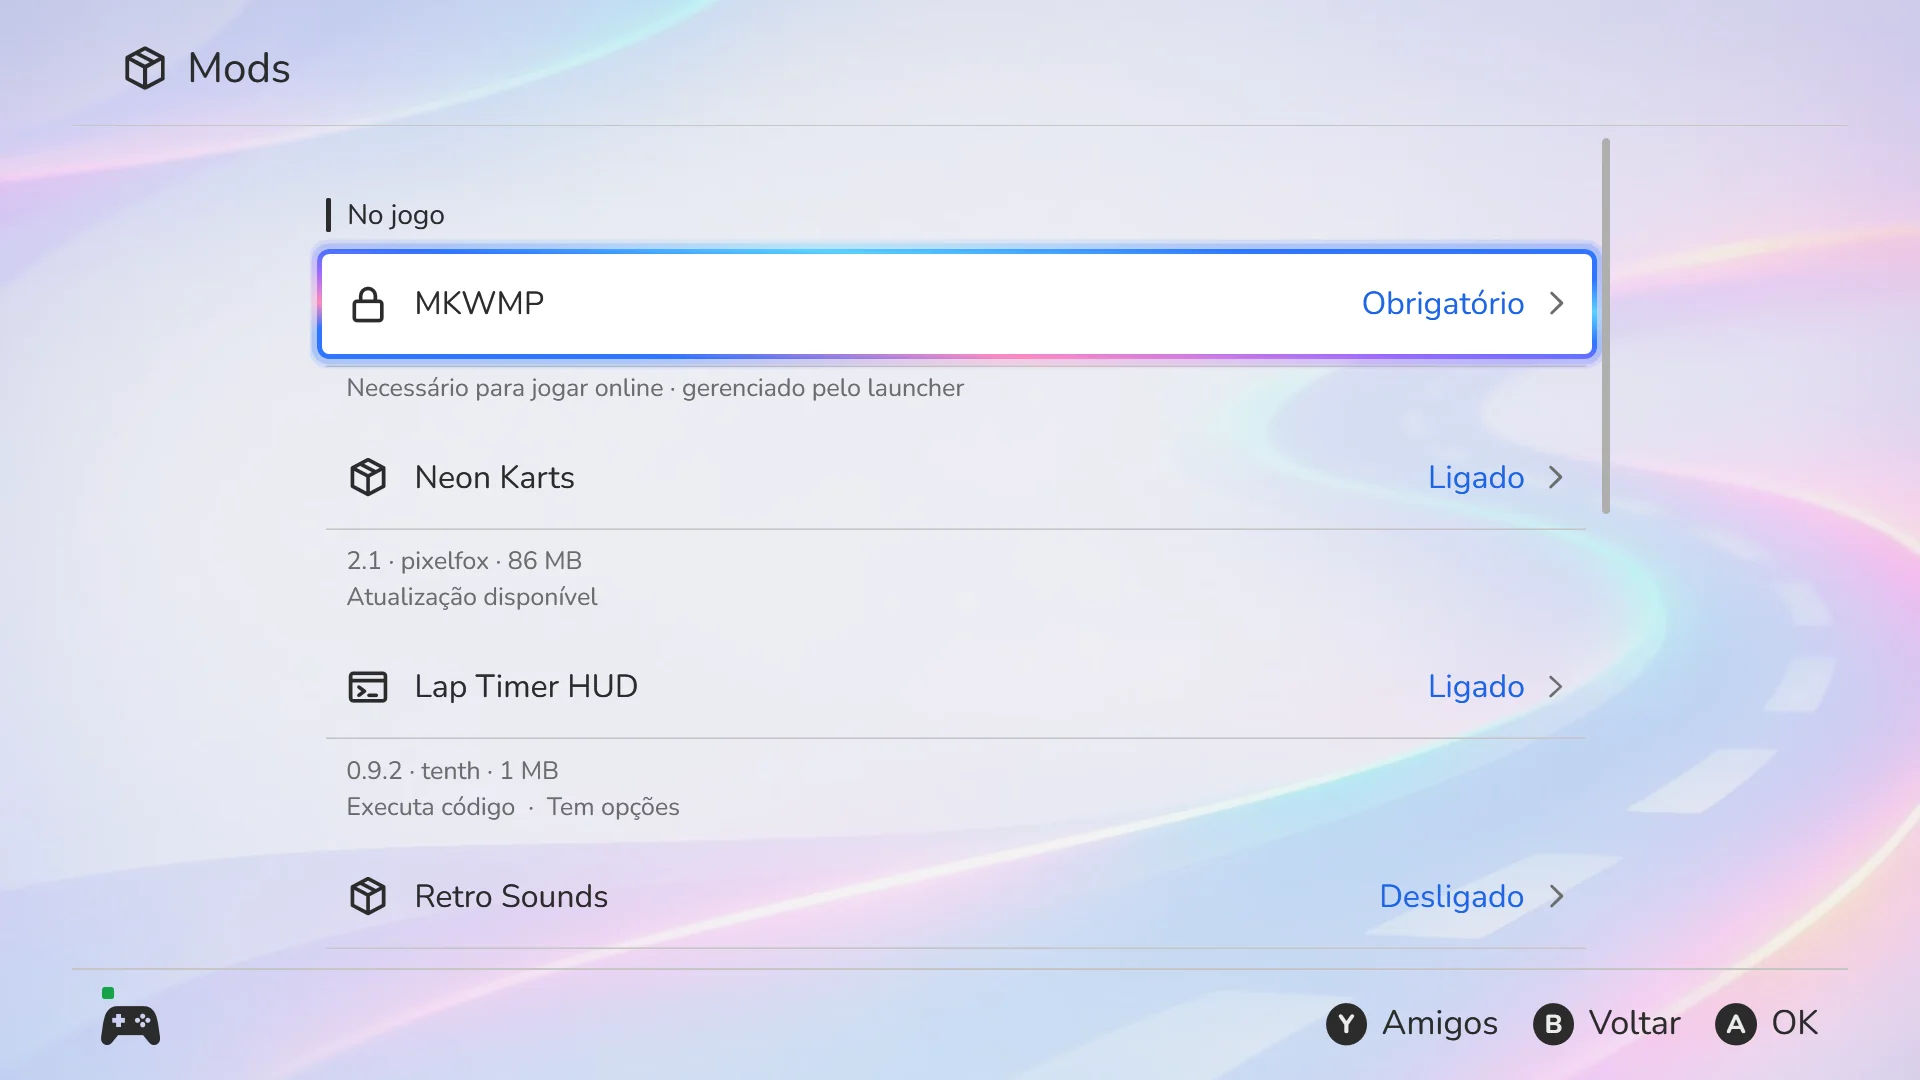 Mods
No jogo
MKWMP
Obrigatório
Necessário para jogar online · gerenciado pelo launcher
Neon Karts
Ligado
2.1 · pixelfox · 86 MB
Atualização disponível
Lap Timer HUD
Ligado
0.9.2 · tenth · 1 MB
Executa código · Tem opções
Retro Sounds
Desligado
Y Amigos
B Voltar
A OK